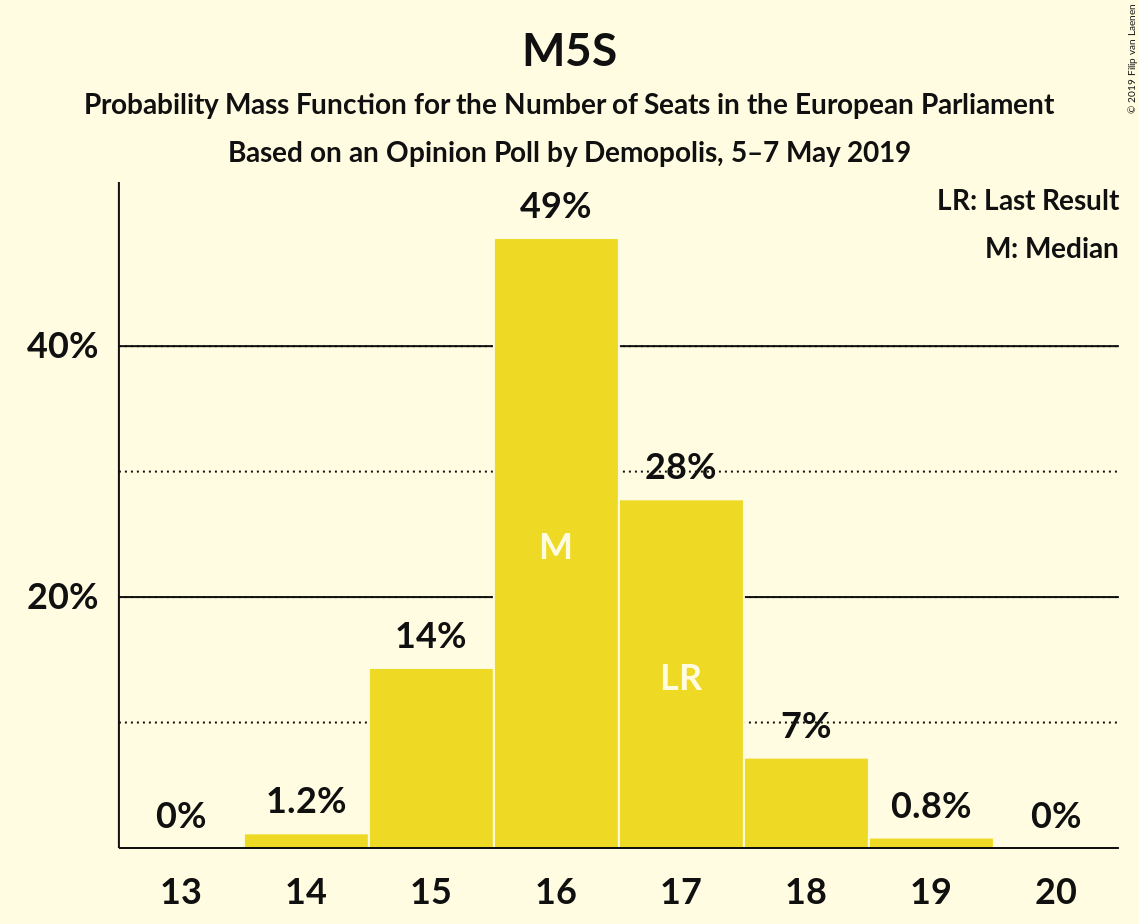 M5S
Probability Mass Function for the Number of Seats in the European Parliament
Based on an Opinion Poll by Demopolis, 5–7 May 2019
© 2019 Filip van Laenen
LR: Last Result
M: Median
49%
40%
28%
M
20%
14%
LR
7%
0%
1.2%
0.8%
0%
13 14 15 16 17 18 19 20